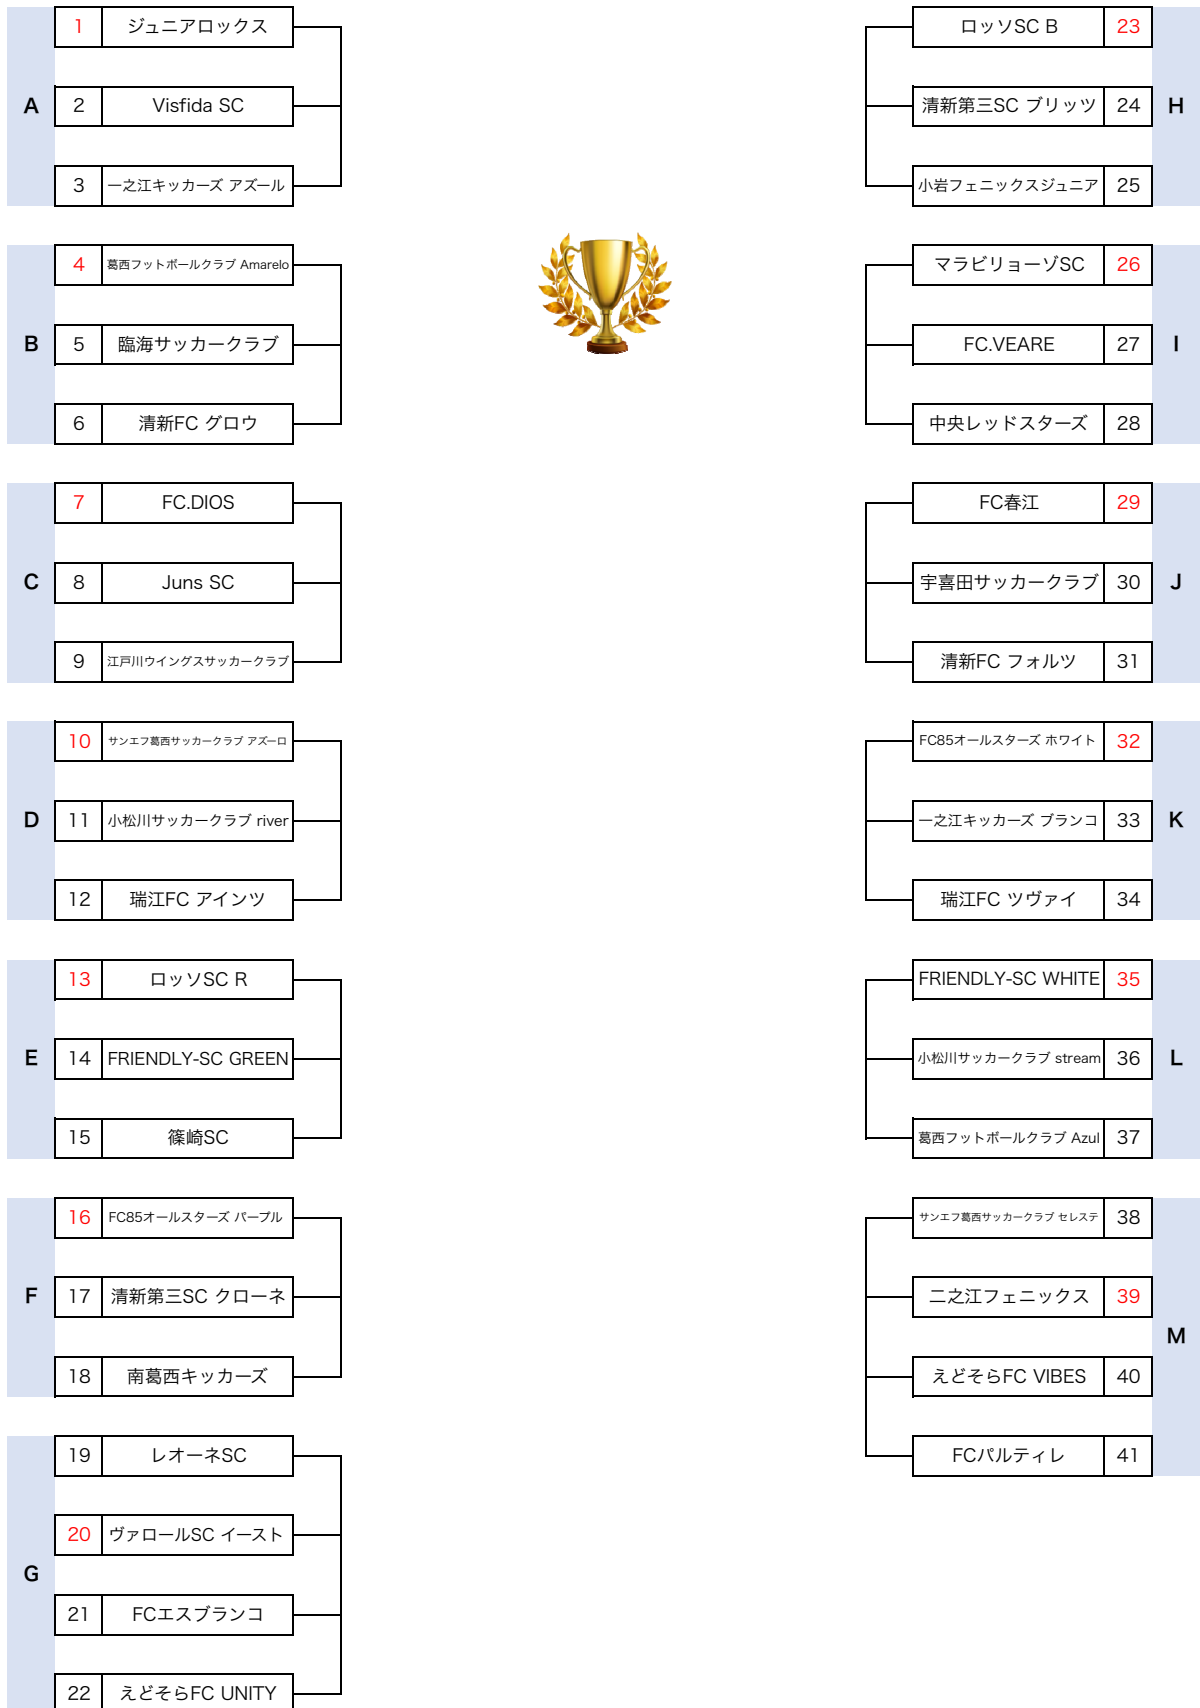 A
1 ジュニアロックス
2 Visfida SC
3 一之江キッカーズ アズール
B
4 葛西フットボールクラブ Amarelo
5 臨海サッカークラブ
6 清新FC グロウ
C
7 FC.DIOS
8 Juns SC
9 江戸川ウイングスサッカークラブ
D
10 サンエフ葛西サッカークラブ アズーロ
11 小松川サッカークラブ river
12 瑞江FC アインツ
E
13 ロッソSC R
14 FRIENDLY-SC GREEN
15 篠崎SC
F
16 FC85オールスターズ パープル
17 清新第三SC クローネ
18 南葛西キッカーズ
G
19 レオーネSC
20 ヴァロールSC イースト
21 FCエスブランコ
22 えどそらFC UNITY
H
ロッソSC B 23
清新第三SC ブリッツ 24
小岩フェニックスジュニア 25
I
マラビリョーゾSC 26
FC.VEARE 27
中央レッドスターズ 28
J
FC春江 29
宇喜田サッカークラブ 30
清新FC フォルツ 31
K
FC85オールスターズ ホワイト 32
一之江キッカーズ ブランコ 33
瑞江FC ツヴァイ 34
L
FRIENDLY-SC WHITE 35
小松川サッカークラブ stream 36
葛西フットボールクラブ Azul 37
M
サンエフ葛西サッカークラブ セレステ 38
二之江フェニックス 39
えどそらFC VIBES 40
FCパルティレ 41